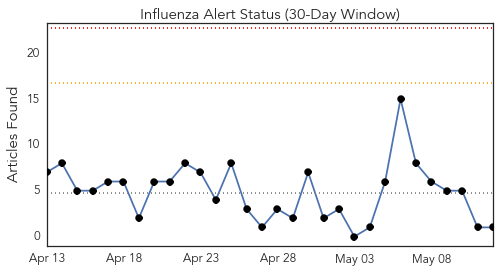 Influenza Alert Status (30-Day Window)
Articles Found
20
15
10
5
0
Apr 13
Apr 18
Apr 23
Apr 28
May 03
May 08